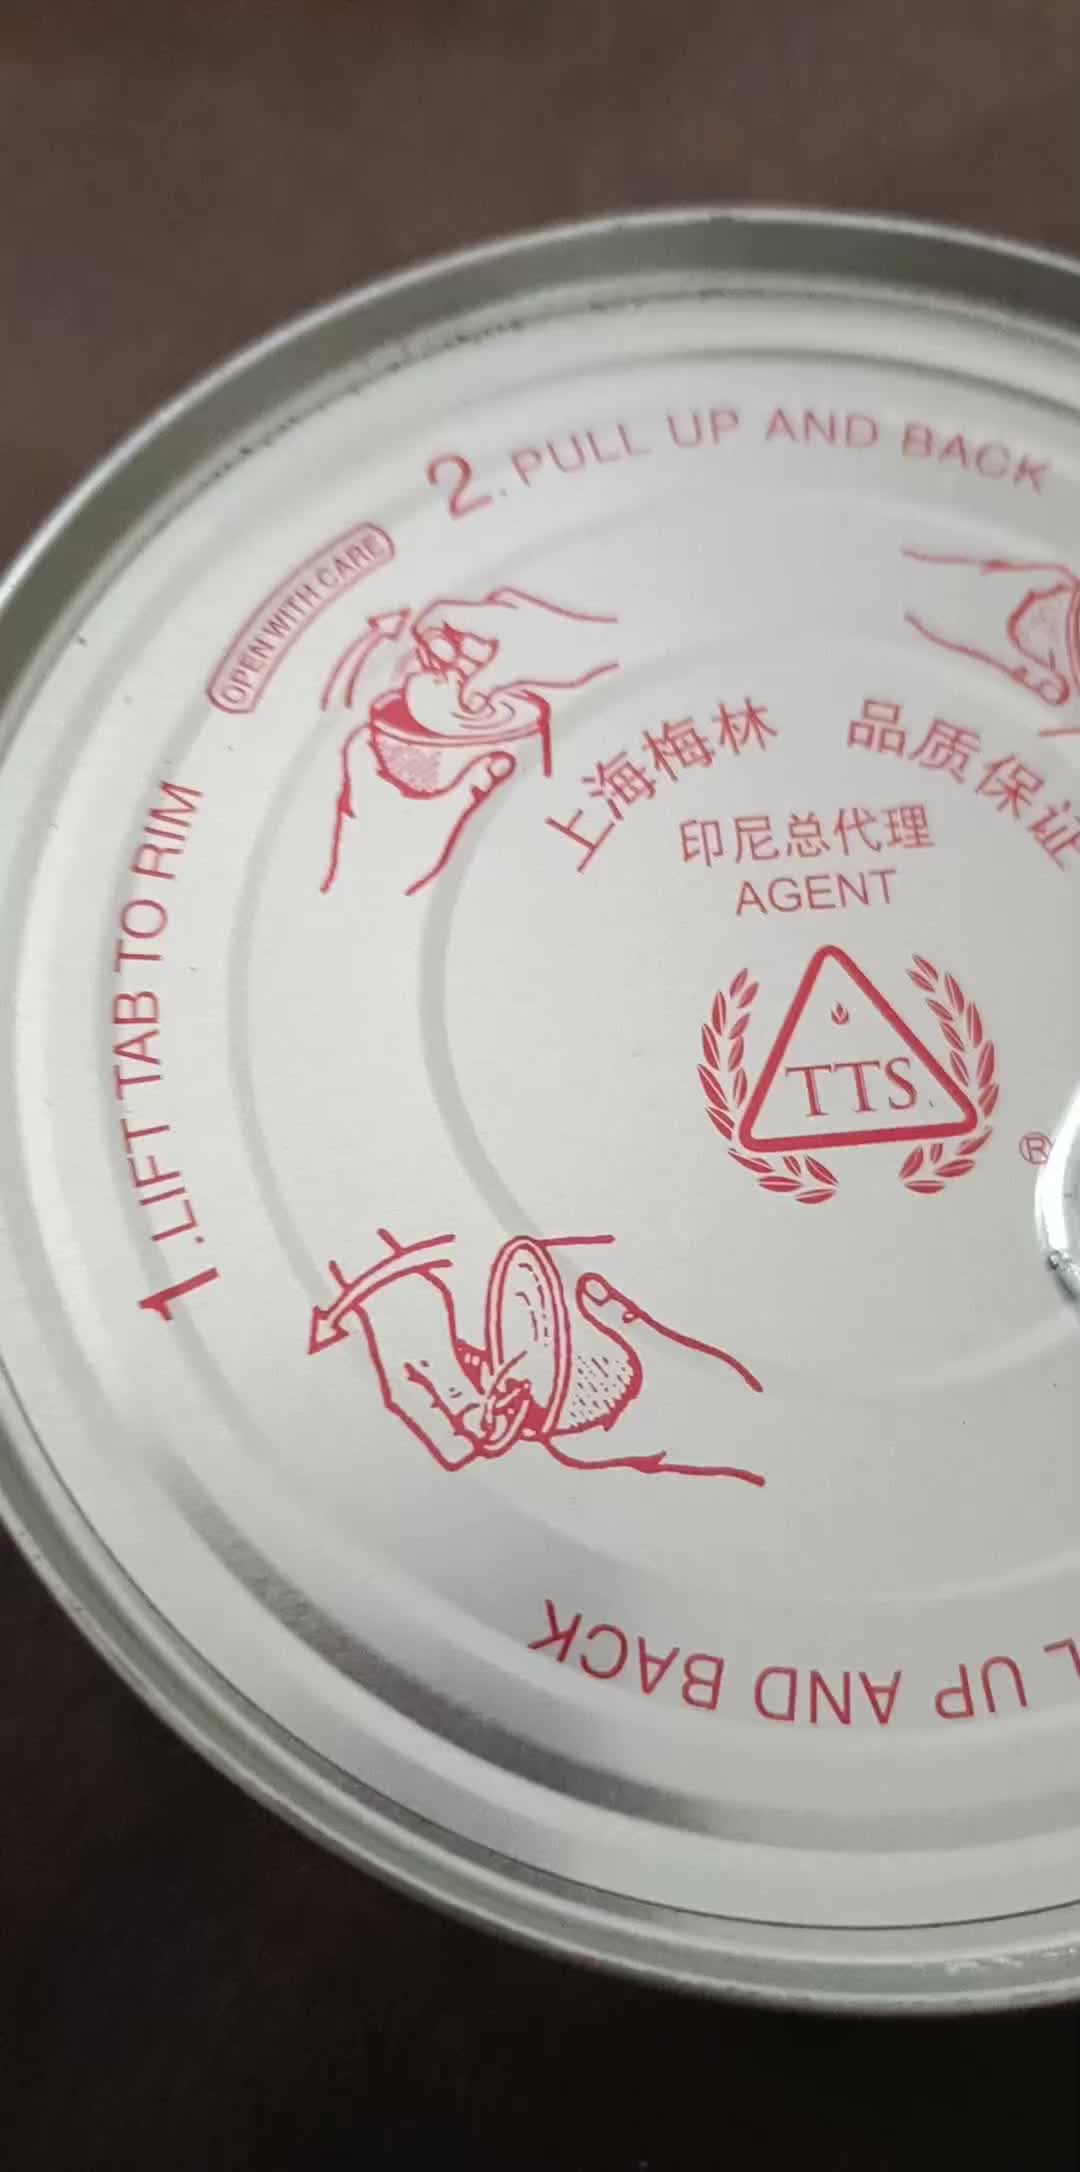 2. PULL UP AND BACK
OPEN WITH CARE
1. LIFT TAB TO RIM
上海梅林 品质保证
印尼总代理
AGENT
TTS
®
L UP AND BACK